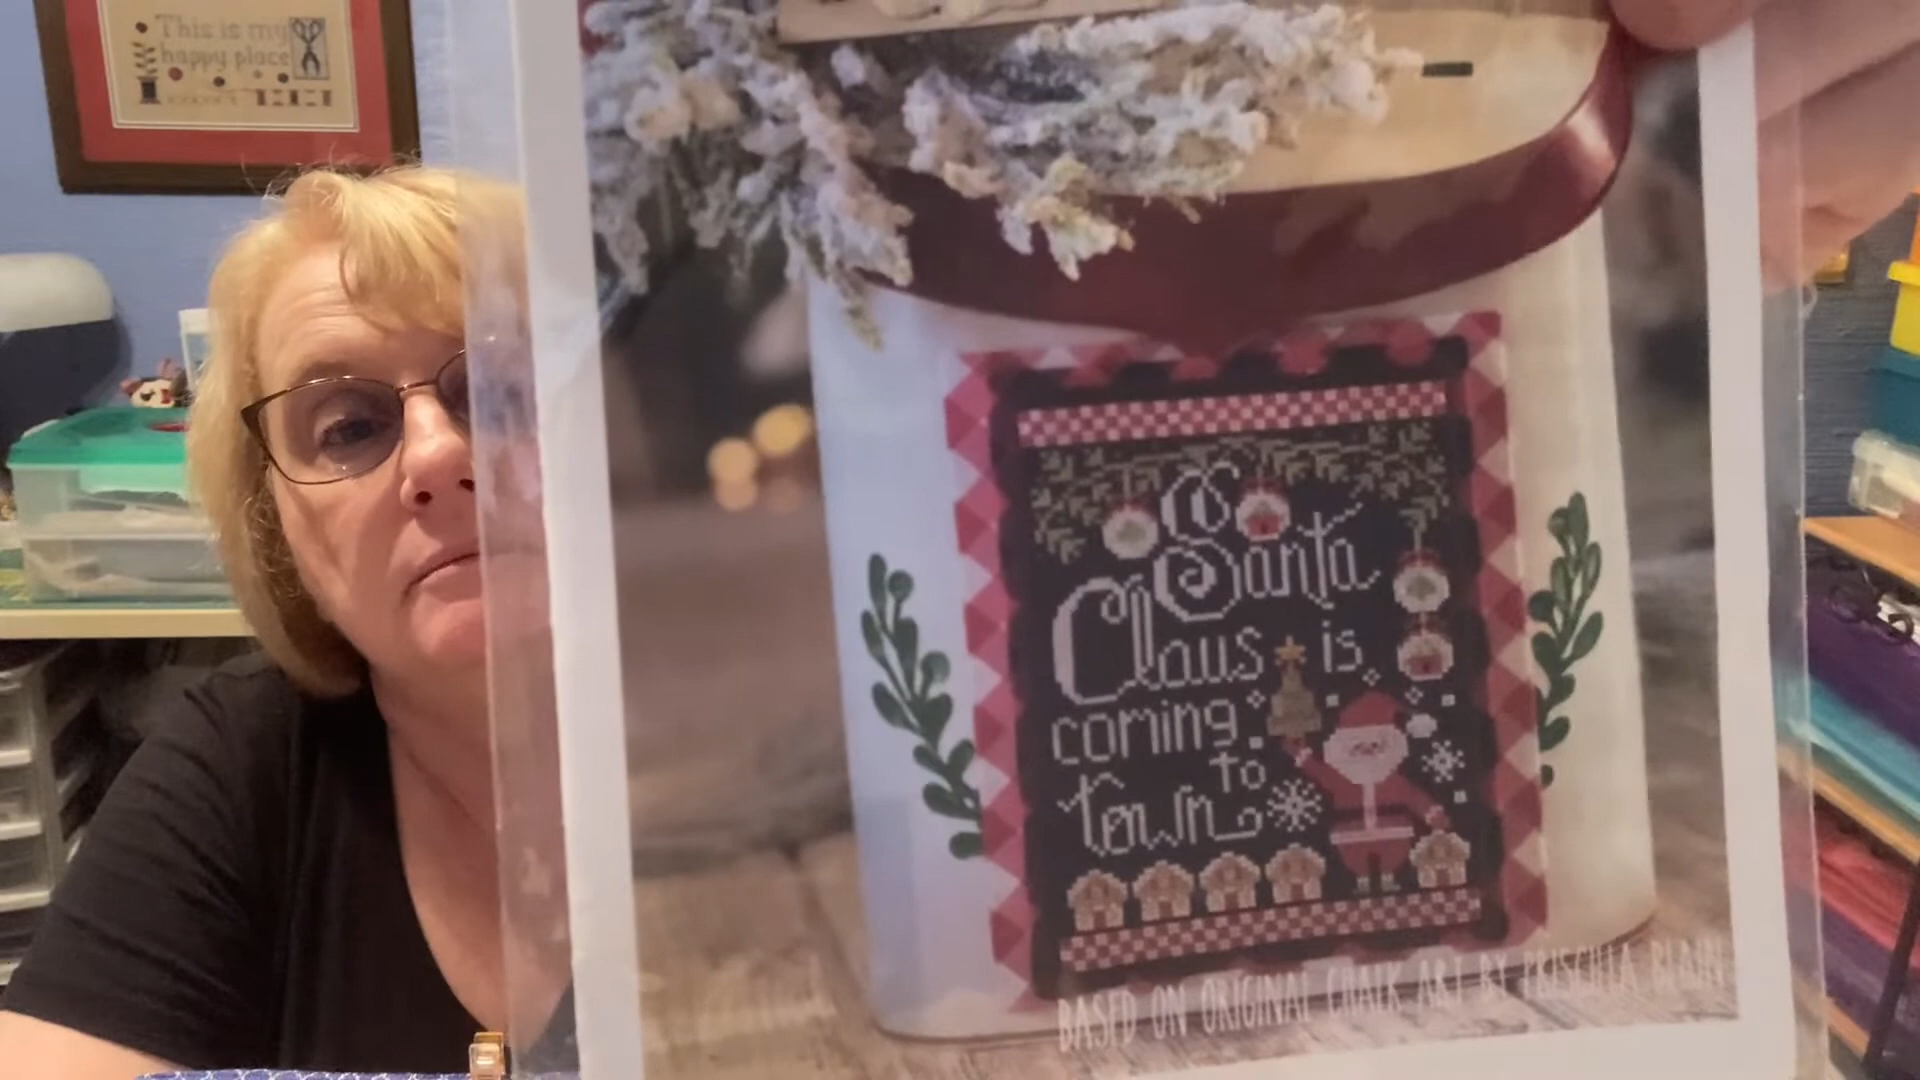 This is my
happy place
Santa
Claus is
coming
to
town
BASED ON ORIGINAL CHALK ART BY PRISCILLA BLAIN